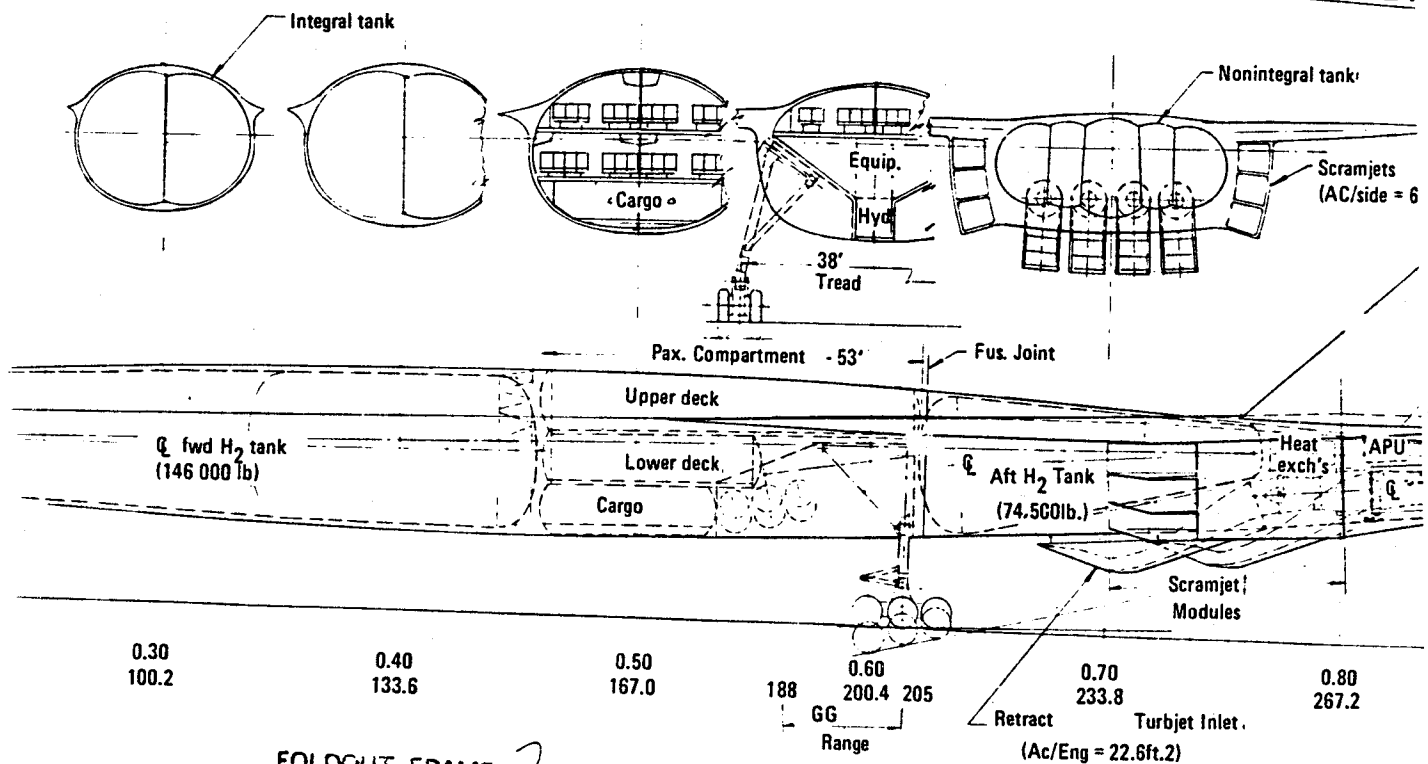 Integral tank
Nonintegral tank
Equip.
Scramjets
(AC/side = 6
Cargo
Hyd
38'
Tread
Pax. Compartment - 53'
Fus. Joint
Upper deck
℄ fwd H2 tank
(146 000 lb)
Lower deck
℄
Aft H2 Tank
(74,500lb.)
Heat
exch's
APU
℄
Cargo
Scramjet
Modules
0.30
100.2
0.40
133.6
0.50
167.0
0.60
188 200.4 205
0.70
233.8
0.80
267.2
GG
Range
Retract Turbjet Inlet.
(Ac/Eng = 22.6ft.2)
FOLDOUT FRAME 2